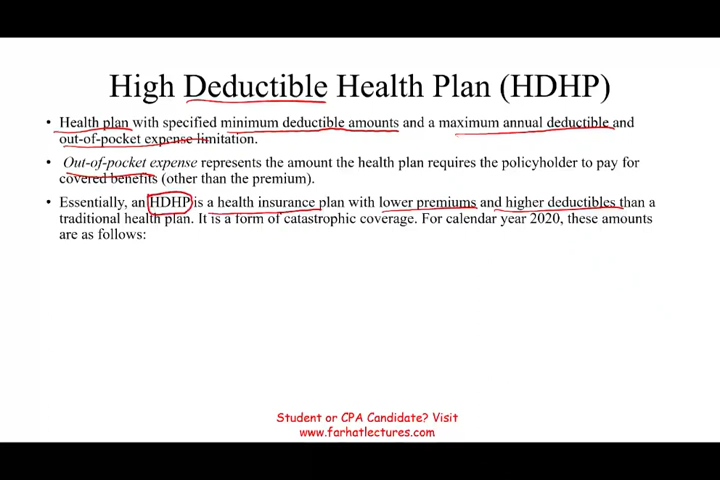 High Deductible Health Plan (HDHP)
• Health plan with specified minimum deductible amounts and a maximum annual deductible and
out-of-pocket expense limitation.
• Out-of-pocket expense represents the amount the health plan requires the policyholder to pay for
covered benefits (other than the premium).
• Essentially, an HDHP is a health insurance plan with lower premiums and higher deductibles than a
traditional health plan. It is a form of catastrophic coverage. For calendar year 2020, these amounts
are as follows:
Student or CPA Candidate? Visit
www.farhatlectures.com